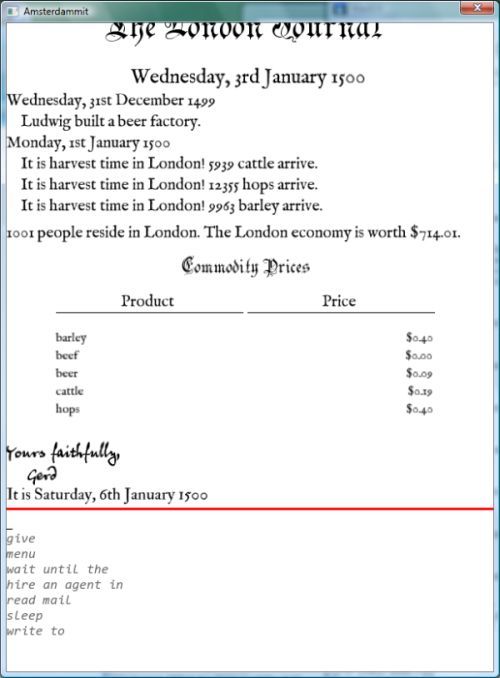 Amsterdammit
The London Journal
Wednesday, 3rd January 1500
Wednesday, 31st December 1499
Ludwig built a beer factory.
Monday, 1st January 1500
It is harvest time in London! 5939 cattle arrive.
It is harvest time in London! 12355 hops arrive.
It is harvest time in London! 9963 barley arrive.
1001 people reside in London. The London economy is worth $714.01.
Commodity Prices
Product Price
barley $0.40
beef $0.00
beer $0.09
cattle $0.19
hops $0.40
Yours faithfully,
Gerd
It is Saturday, 6th January 1500
_
give
menu
wait until the
hire an agent in
read mail
sleep
write to